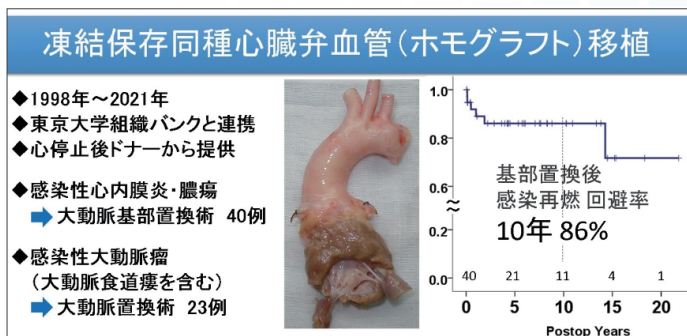 凍結保存同種心臓弁血管（ホモグラフト）移植
◆1998年～2021年
◆東京大学組織バンクと連携
◆心停止後ドナーから提供
◆感染性心内膜炎・膿瘍
➡ 大動脈基部置換術 40例
◆感染性大動脈瘤
（大動脈食道瘻を含む）
➡ 大動脈置換術 23例
1.0
0.8
0.6
≈
0.2
0.0
基部置換後
感染再燃 回避率
10年 86%
40 21 11 4 1
0 5 10 15 20
Postop Years